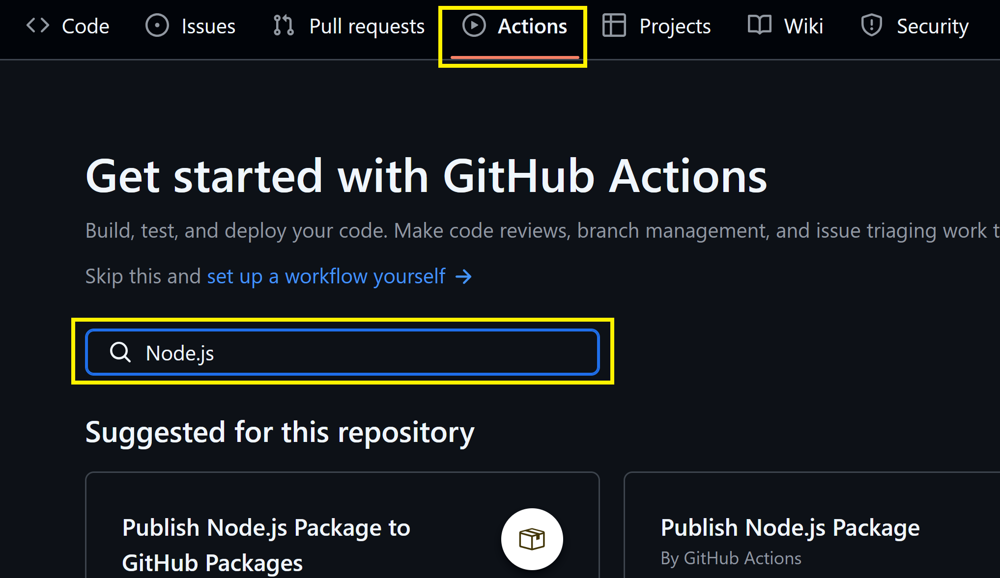 Code Issues Pull requests Actions Projects Wiki Security
Get started with GitHub Actions
Build, test, and deploy your code. Make code reviews, branch management, and issue triaging work t
Skip this and set up a workflow yourself →
Node.js
Suggested for this repository
Publish Node.js Package to
GitHub Packages
Publish Node.js Package
By GitHub Actions